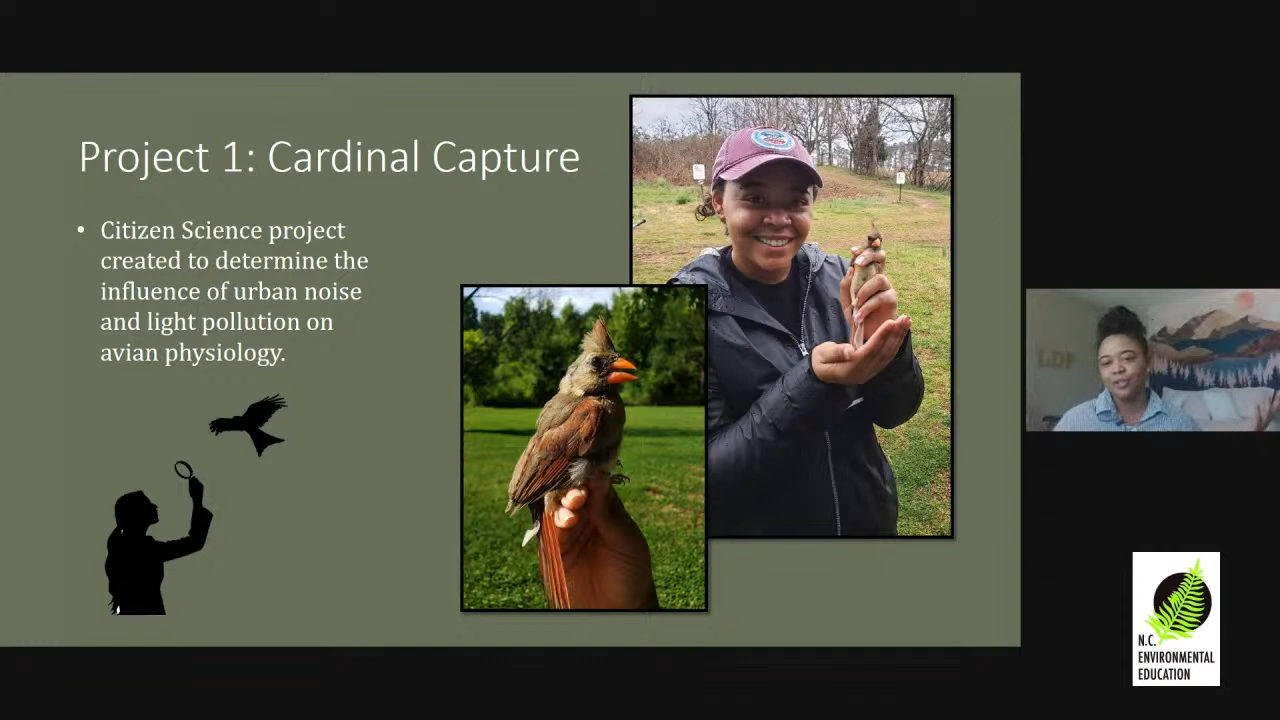 Project 1: Cardinal Capture
• Citizen Science project
created to determine the
influence of urban noise
and light pollution on
avian physiology.
N.C.
ENVIRONMENTAL
EDUCATION